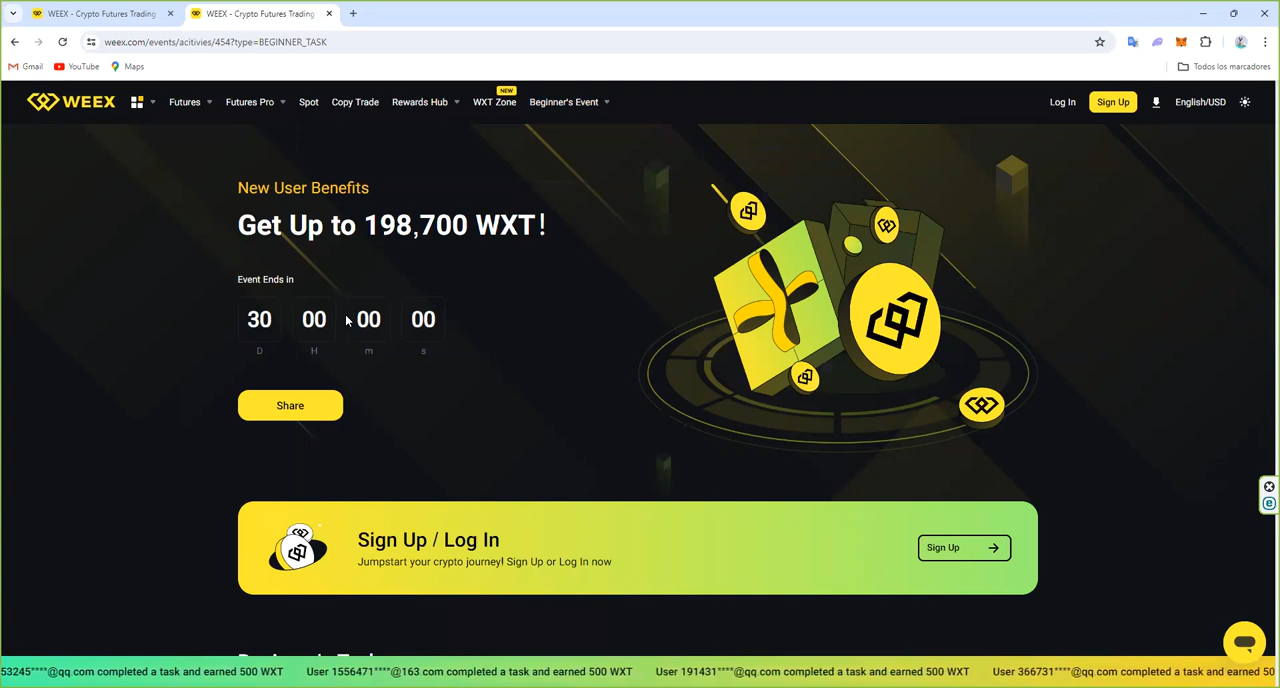 WEEX - Crypto Futures Trading
WEEX - Crypto Futures Trading
weex.com/events/acitivies/454?type=BEGINNER_TASK
Gmail
YouTube
Maps
Todos los marcadores
WEEX
Futures
Futures Pro
Spot
Copy Trade
Rewards Hub
NEW
WXT Zone
Beginner's Event
Log In
Sign Up
English/USD
New User Benefits
Get Up to 198,700 WXT!
Event Ends in
30 00 00 00
D H m s
Share
Sign Up / Log In
Jumpstart your crypto journey! Sign Up or Log In now
Sign Up
53245****@qq.com completed a task and earned 500 WXT User 1556471****@163.com completed a task and earned 500 WXT User 191431****@qq.com completed a task and earned 500 WXT User 366731****@qq.com completed a task and earned 50